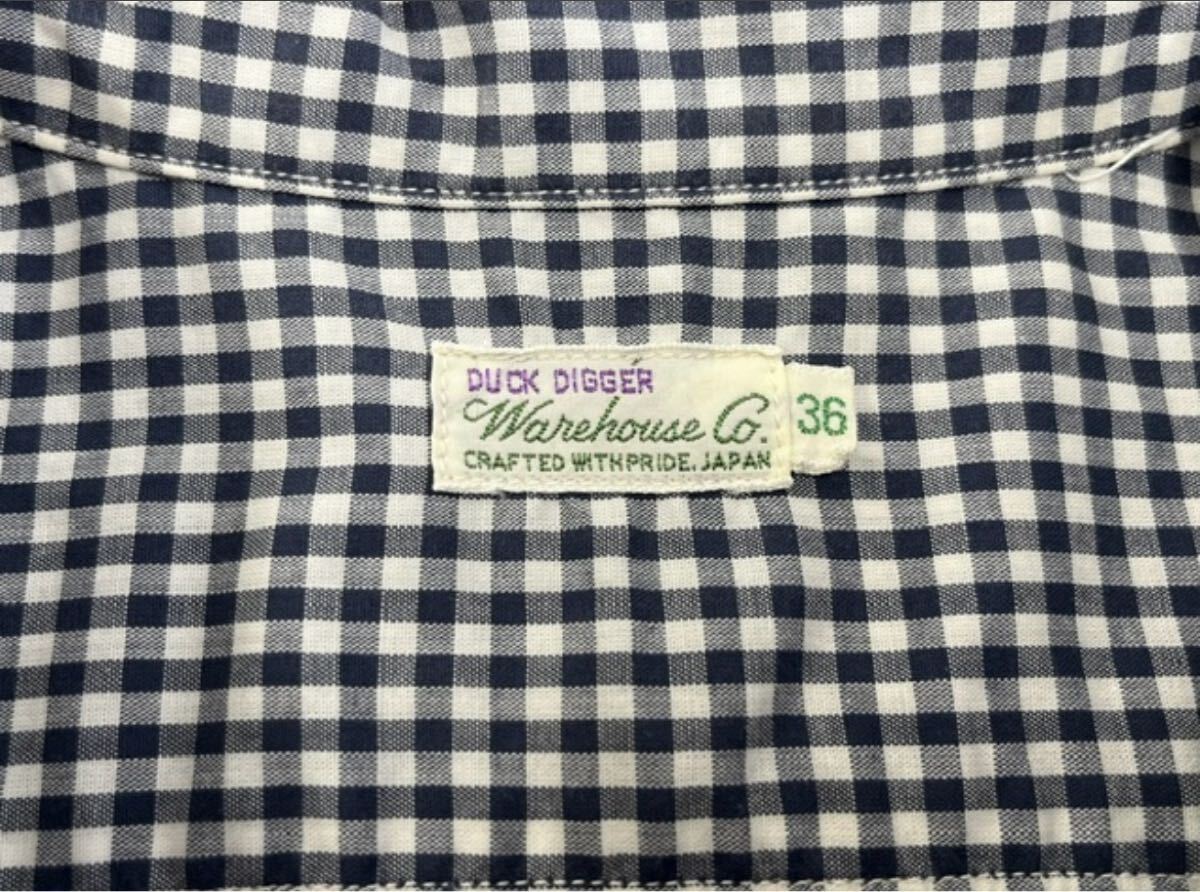 DUCK DIGGER
Warehouse Co.
CRAFTED WITH PRIDE. JAPAN
36